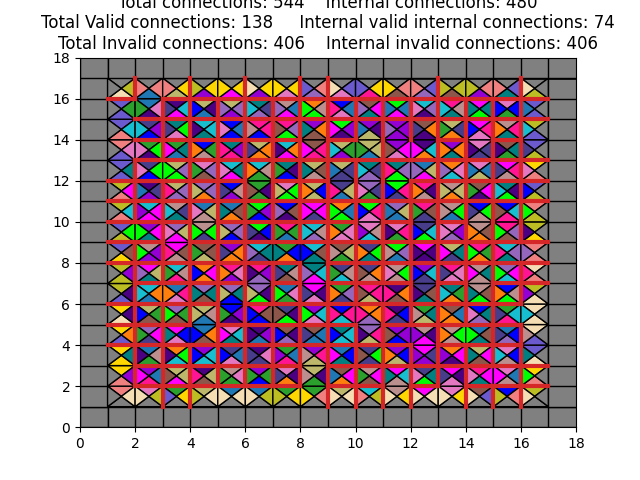 Total connections: 544    Internal connections: 480
Total Valid connections: 138     Internal valid internal connections: 74
Total Invalid connections: 406    Internal invalid connections: 406
18
16
14
12
10
8
6
4
2
0
0 2 4 6 8 10 12 14 16 18